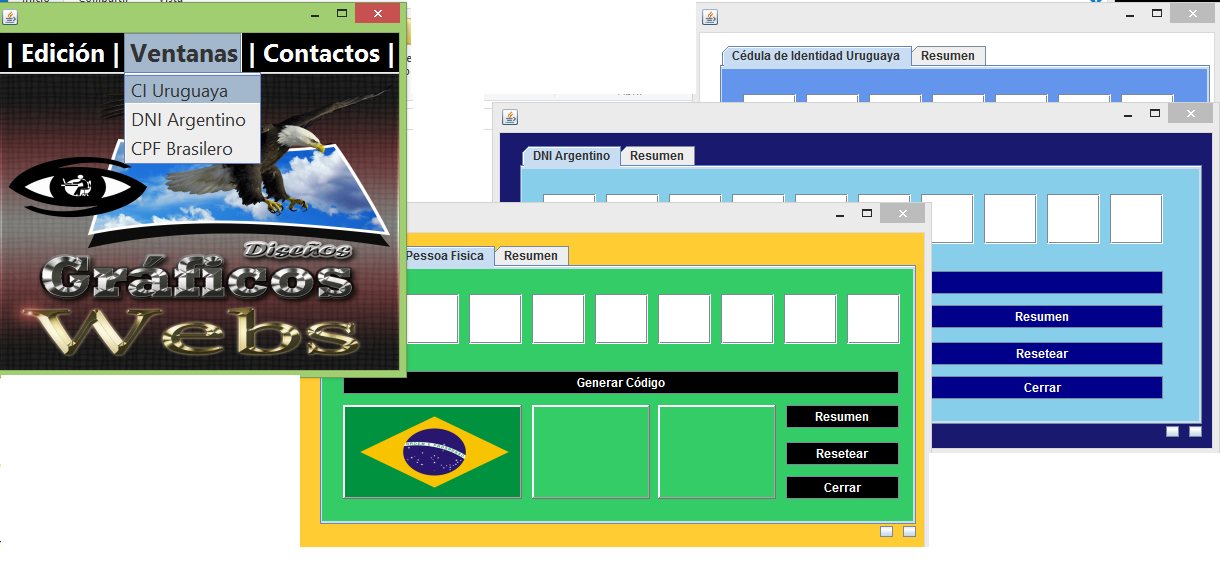 | Edición | Ventanas | Contactos |
CI Uruguaya
DNI Argentino
CPF Brasilero
Diseños
Gráficos
Webs
Cédula de Identidad Uruguaya
Resumen
DNI Argentino
Resumen
Resumen
Resetear
Cerrar
Pessoa Fisica
Resumen
Generar Código
Resumen
Resetear
Cerrar